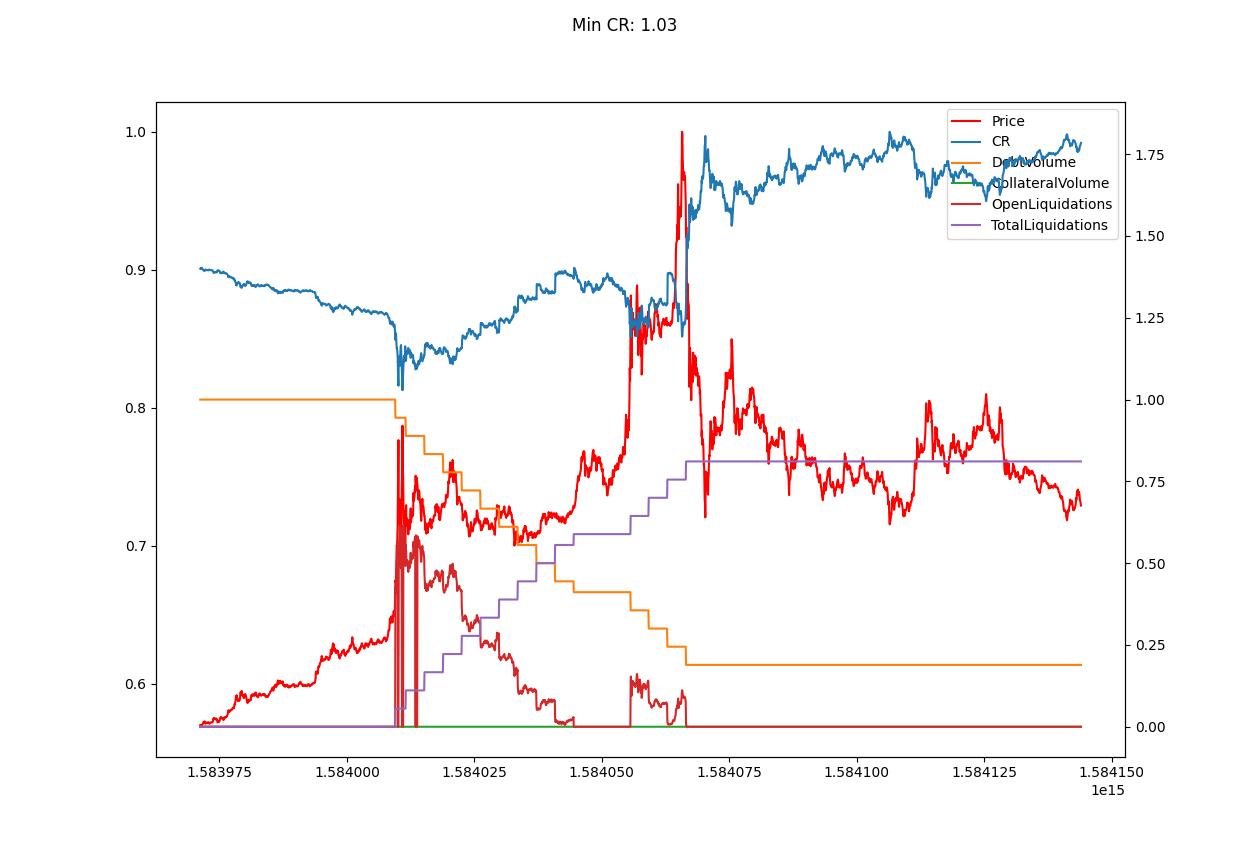 Min CR: 1.03
1.0
0.9
0.8
0.7
0.6
Price
CR
DebtVolume
CollateralVolume
OpenLiquidations
TotalLiquidations
1.75
1.50
1.25
1.00
0.75
0.50
0.25
0.00
1.583975 1.584000 1.584025 1.584050 1.584075 1.584100 1.584125 1.584150
1e15